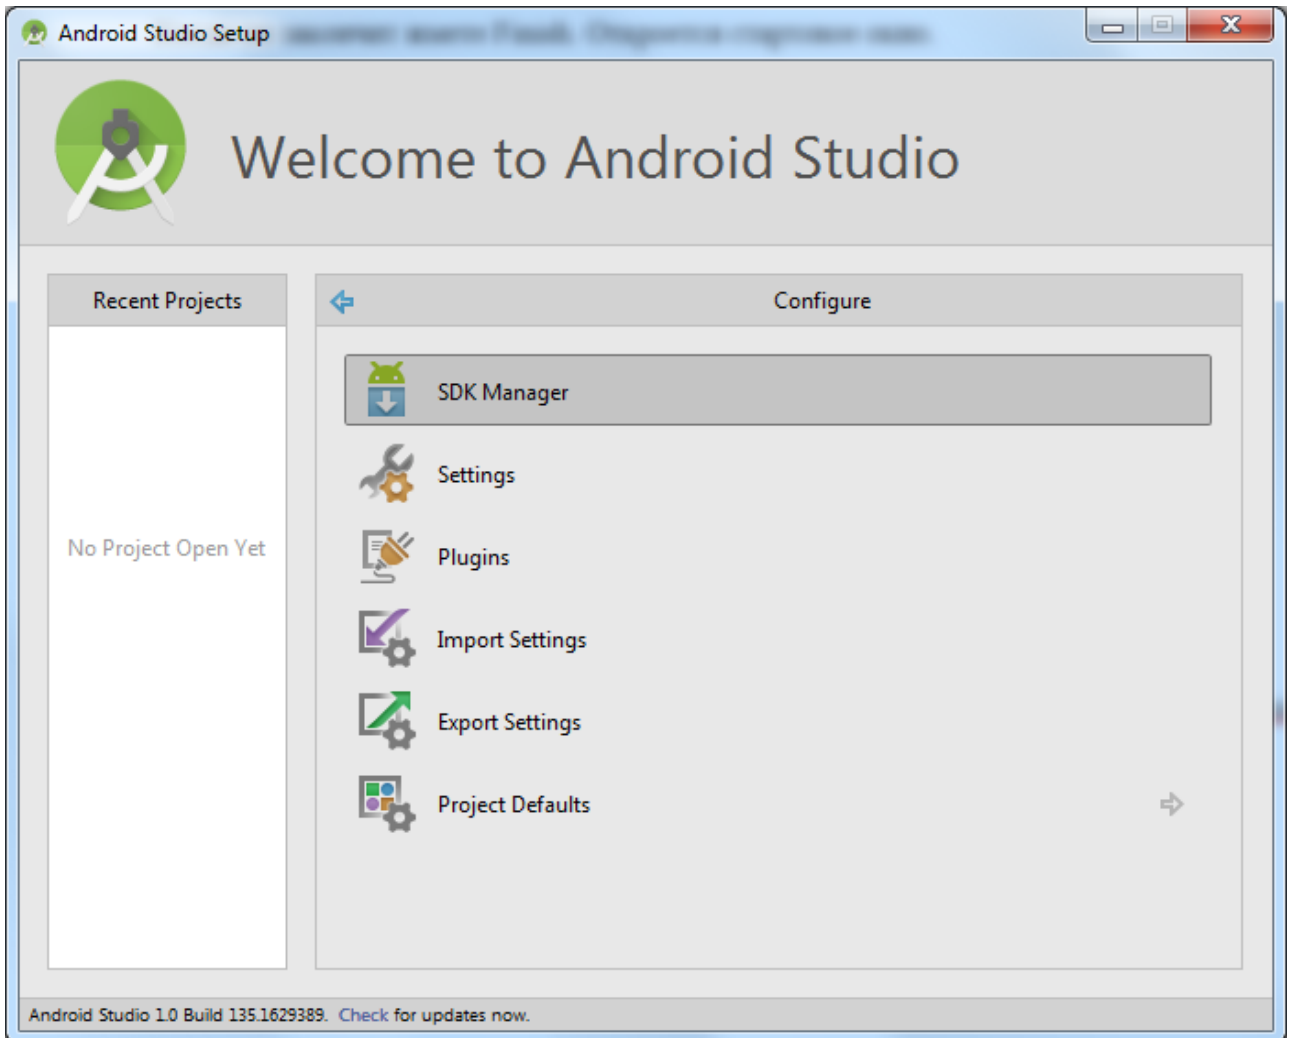 Android Studio Setup
Welcome to Android Studio
Recent Projects
Configure
SDK Manager
Settings
Plugins
No Project Open Yet
Import Settings
Export Settings
Project Defaults
Android Studio 1.0 Build 135.1629389. Check for updates now.